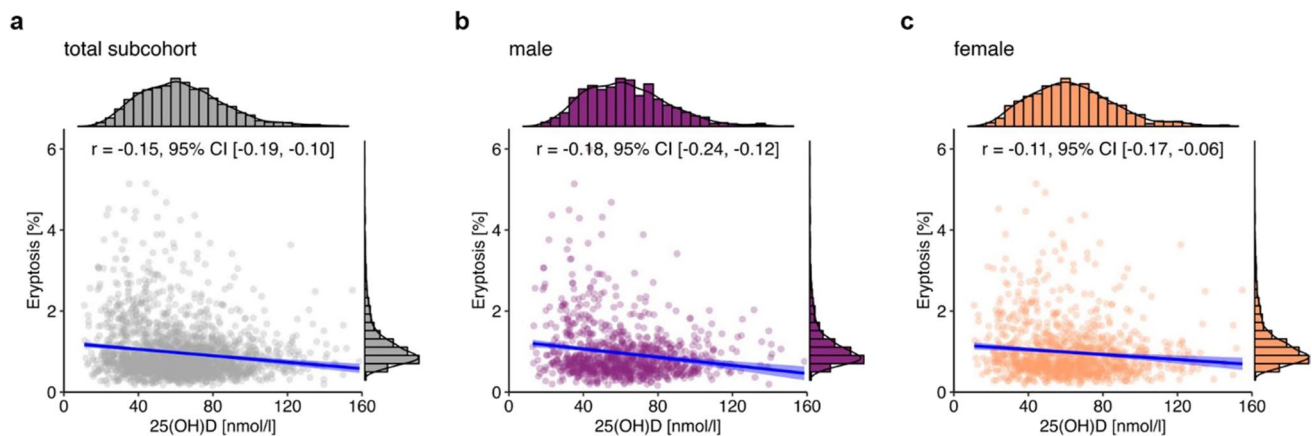 a
total subcohort
r = -0.15, 95% CI [-0.19, -0.10]
Eryptosis [%]
6
4
2
0
0 40 80 120 160
25(OH)D [nmol/l]
b
male
r = -0.18, 95% CI [-0.24, -0.12]
Eryptosis [%]
6
4
2
0
0 40 80 120 160
25(OH)D [nmol/l]
c
female
r = -0.11, 95% CI [-0.17, -0.06]
Eryptosis [%]
6
4
2
0
0 40 80 120 160
25(OH)D [nmol/l]